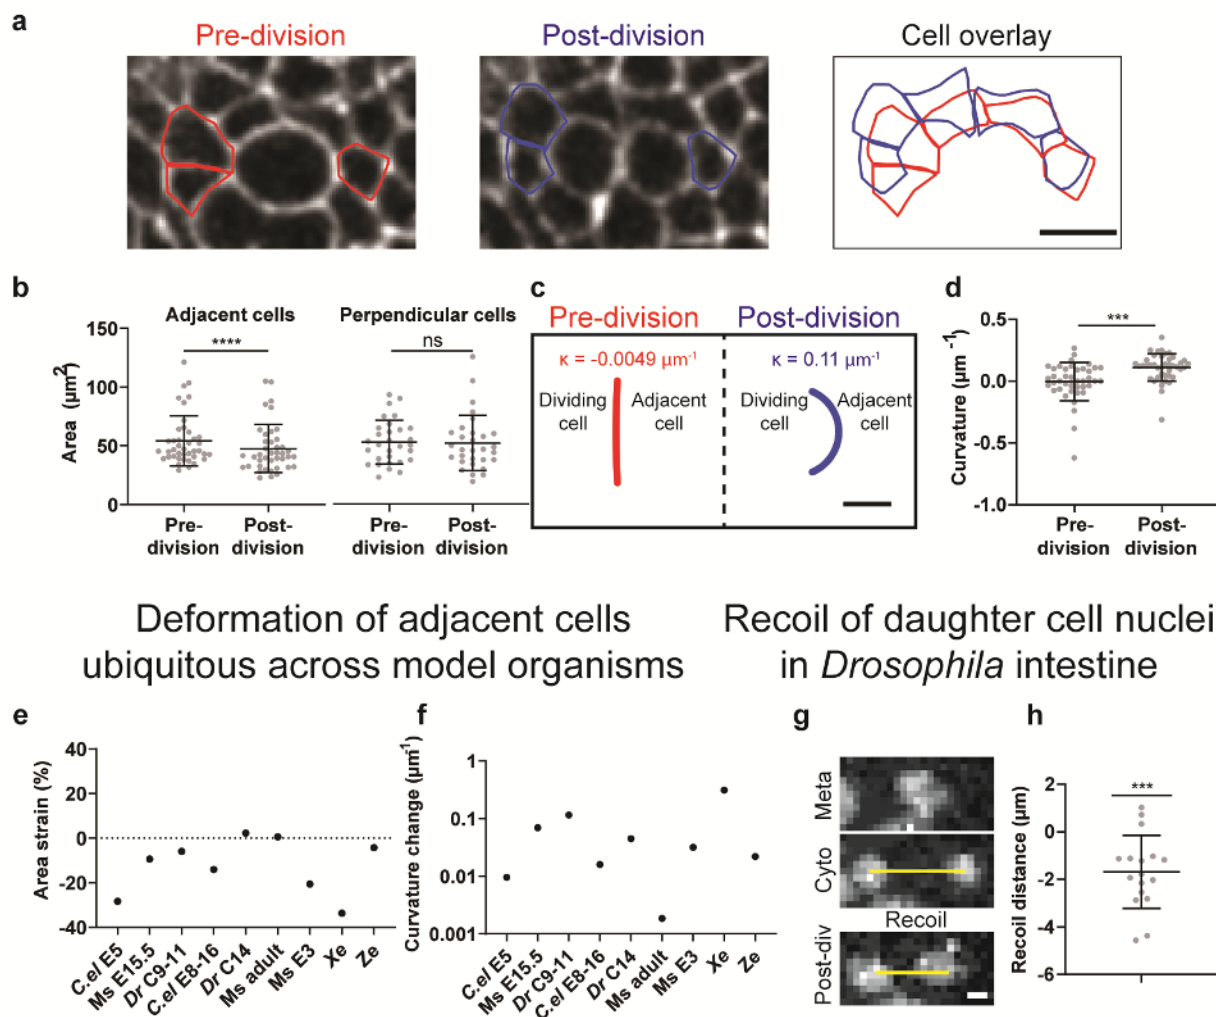 a
Pre-division
Post-division
Cell overlay
b
Adjacent cells
Perpendicular cells
****
ns
Area (µm²)
150
100
50
0
Pre-
division
Post-
division
Pre-
division
Post-
division
c
Pre-division
Post-division
κ = -0.0049 µm⁻¹
κ = 0.11 µm⁻¹
Dividing
cell
Adjacent
cell
Dividing
cell
Adjacent
cell
d
***
Curvature (µm⁻¹)
0.5
0.0
-0.5
-1.0
Pre-
division
Post-
division
Deformation of adjacent cells
ubiquitous across model organisms
Recoil of daughter cell nuclei
in Drosophila intestine
e
Area strain (%)
40
20
0
-20
-40
C.el E5
Ms E15.5
Dr C9-11
C.el E8-16
Dr C14
Ms adult
Ms E3
Xe
Ze
f
Curvature change (µm⁻¹)
1
0.1
0.01
0.001
C.el E5
Ms E15.5
Dr C9-11
C.el E8-16
Dr C14
Ms adult
Ms E3
Xe
Ze
g
Meta
Cyto
Recoil
Post-div
h
***
Recoil distance (µm)
2
0
-2
-4
-6